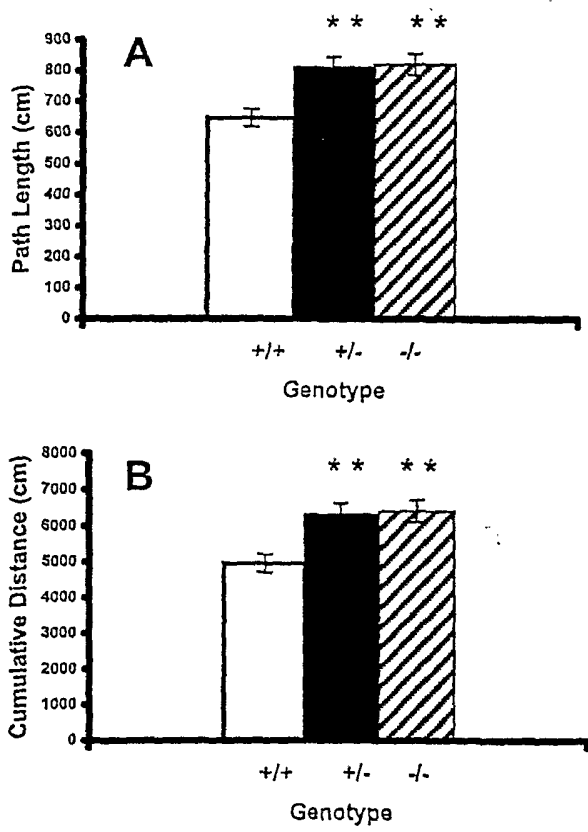 A
* * * *
900
800
700
600
500
400
300
200
100
0
Path Length (cm)
+/+ +/- -/-
Genotype
B
* * * *
8000
7000
6000
5000
4000
3000
2000
1000
0
Cumulative Distance (cm)
+/+ +/- -/-
Genotype